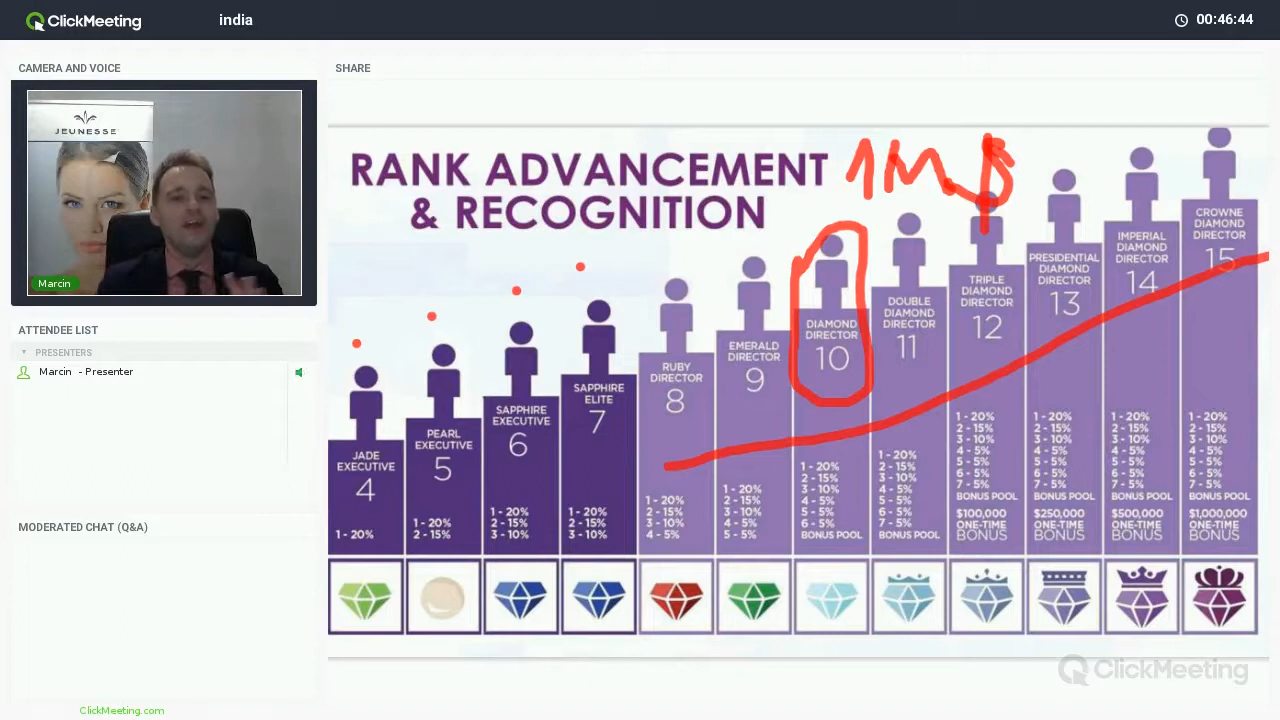 ClickMeeting
india
00:46:44
CAMERA AND VOICE
JEUNESSE
Marcin
ATTENDEE LIST
PRESENTERS
Marcin - Presenter
MODERATED CHAT (Q&A)
ClickMeeting.com
SHARE
RANK ADVANCEMENT
& RECOGNITION
1M$
JADE
EXECUTIVE
4
1 - 20%
PEARL
EXECUTIVE
5
1 - 20%
2 - 15%
SAPPHIRE
EXECUTIVE
6
1 - 20%
2 - 15%
3 - 10%
SAPPHIRE
ELITE
7
1 - 20%
2 - 15%
3 - 10%
RUBY
DIRECTOR
8
1 - 20%
2 - 15%
3 - 10%
4 - 5%
EMERALD
DIRECTOR
9
1 - 20%
2 - 15%
3 - 10%
4 - 5%
5 - 5%
DIAMOND
DIRECTOR
10
1 - 20%
2 - 15%
3 - 10%
4 - 5%
5 - 5%
6 - 5%
BONUS POOL
DOUBLE
DIAMOND
DIRECTOR
11
1 - 20%
2 - 15%
3 - 10%
4 - 5%
5 - 5%
6 - 5%
7 - 5%
BONUS POOL
TRIPLE
DIAMOND
DIRECTOR
12
1 - 20%
2 - 15%
3 - 10%
4 - 5%
5 - 5%
6 - 5%
7 - 5%
BONUS POOL
$100,000
ONE-TIME
BONUS
PRESIDENTIAL
DIAMOND
DIRECTOR
13
1 - 20%
2 - 15%
3 - 10%
4 - 5%
5 - 5%
6 - 5%
7 - 5%
BONUS POOL
$250,000
ONE-TIME
BONUS
IMPERIAL
DIAMOND
DIRECTOR
14
1 - 20%
2 - 15%
3 - 10%
4 - 5%
5 - 5%
6 - 5%
7 - 5%
BONUS POOL
$500,000
ONE-TIME
BONUS
CROWNE
DIAMOND
DIRECTOR
15
1 - 20%
2 - 15%
3 - 10%
4 - 5%
5 - 5%
6 - 5%
7 - 5%
BONUS POOL
$1,000,000
ONE-TIME
BONUS
ClickMeeting